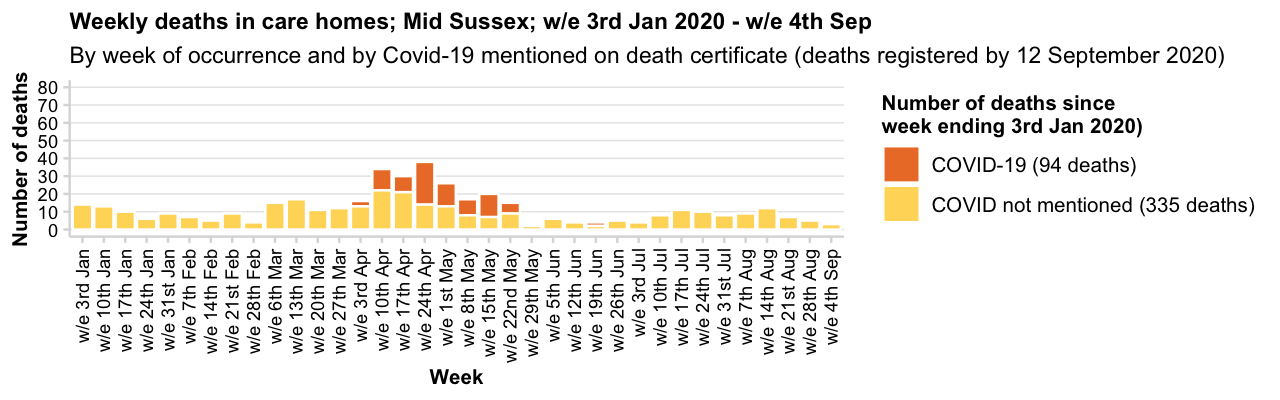 Weekly deaths in care homes; Mid Sussex; w/e 3rd Jan 2020 - w/e 4th Sep
By week of occurrence and by Covid-19 mentioned on death certificate (deaths registered by 12 September 2020)
Number of deaths
80
70
60
50
40
30
20
10
0
w/e 3rd Jan
w/e 10th Jan
w/e 17th Jan
w/e 24th Jan
w/e 31st Jan
w/e 7th Feb
w/e 14th Feb
w/e 21st Feb
w/e 28th Feb
w/e 6th Mar
w/e 13th Mar
w/e 20th Mar
w/e 27th Mar
w/e 3rd Apr
w/e 10th Apr
w/e 17th Apr
w/e 24th Apr
w/e 1st May
w/e 8th May
w/e 15th May
w/e 22nd May
w/e 29th May
w/e 5th Jun
w/e 12th Jun
w/e 19th Jun
w/e 26th Jun
w/e 3rd Jul
w/e 10th Jul
w/e 17th Jul
w/e 24th Jul
w/e 31st Jul
w/e 7th Aug
w/e 14th Aug
w/e 21st Aug
w/e 28th Aug
w/e 4th Sep
Week
Number of deaths since
week ending 3rd Jan 2020)
COVID-19 (94 deaths)
COVID not mentioned (335 deaths)